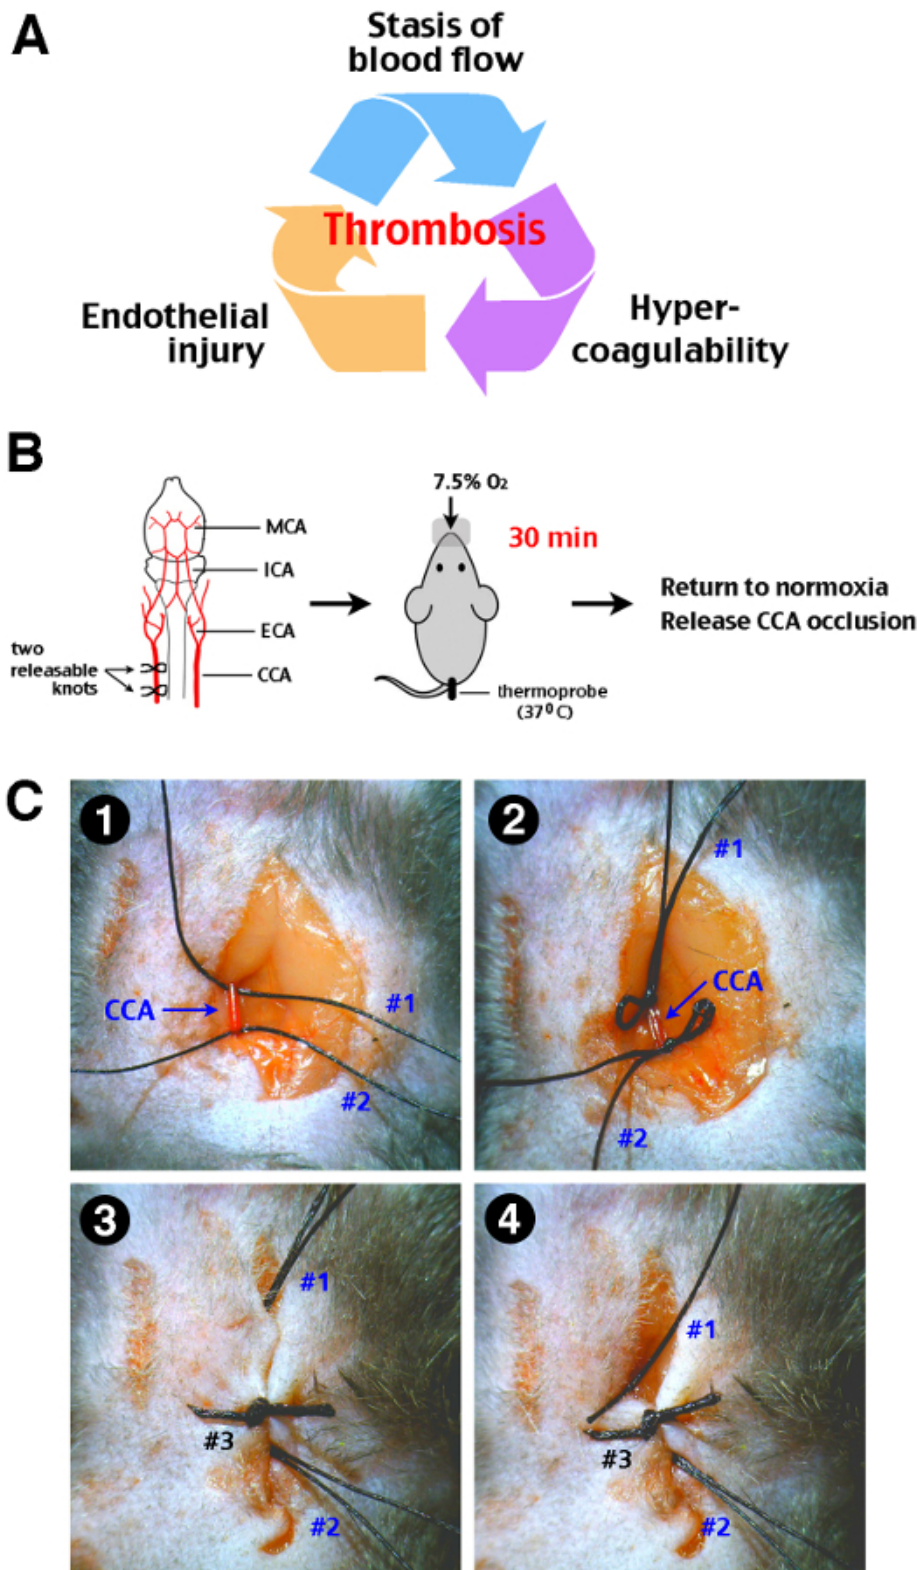 A
Stasis of
blood flow
Thrombosis
Endothelial
injury
Hyper-
coagulability
B
7.5% O₂
30 min
MCA
ICA
ECA
CCA
two
releasable
knots
thermoprobe
(37⁰ C)
Return to normoxia
Release CCA occlusion
C
1
CCA
#1
#2
2
#1
CCA
#2
3
#1
#3
#2
4
#1
#3
#2